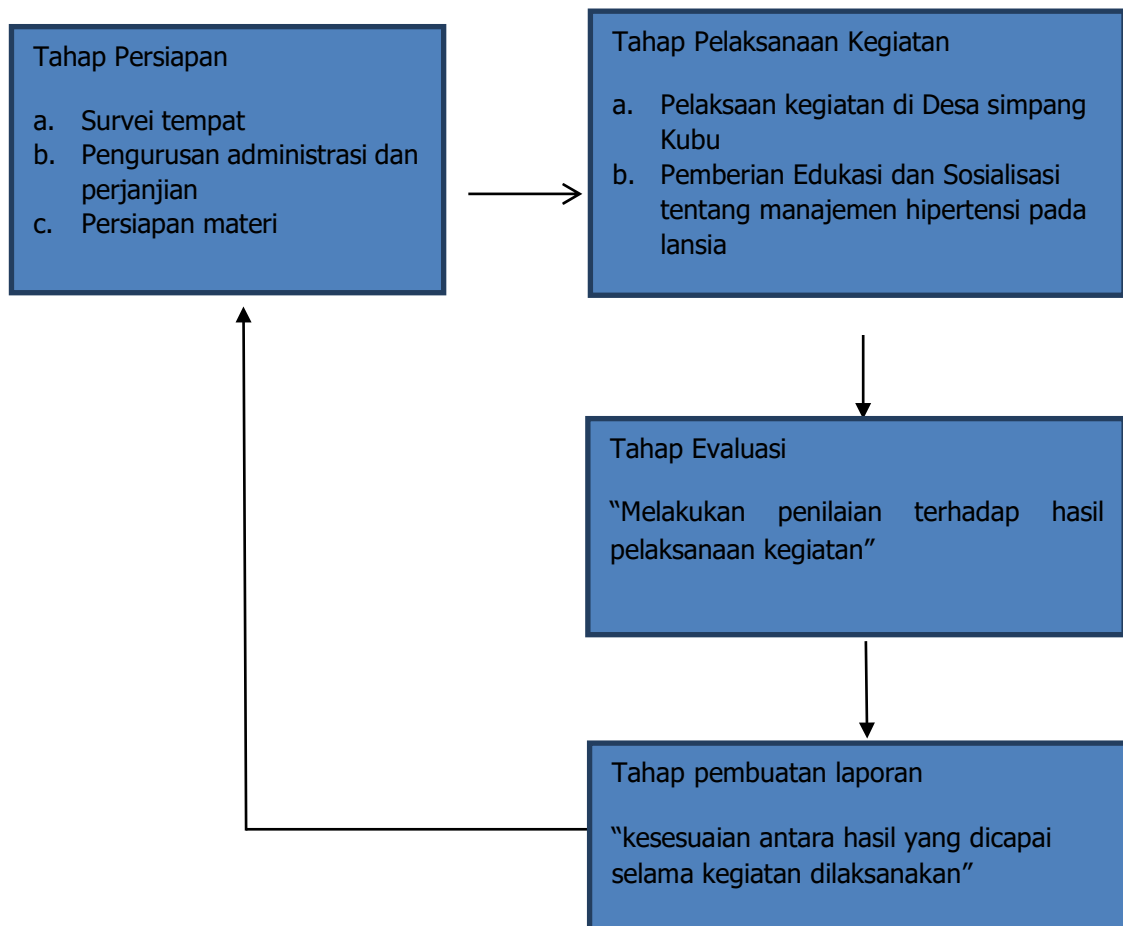 Tahap Persiapan
a. Survei tempat
b. Pengurusan administrasi dan
perjanjian
c. Persiapan materi
Tahap Pelaksanaan Kegiatan
a. Pelaksaan kegiatan di Desa simpang
Kubu
b. Pemberian Edukasi dan Sosialisasi
tentang manajemen hipertensi pada
lansia
Tahap Evaluasi
“Melakukan penilaian terhadap hasil
pelaksanaan kegiatan”
Tahap pembuatan laporan
“kesesuaian antara hasil yang dicapai
selama kegiatan dilaksanakan”